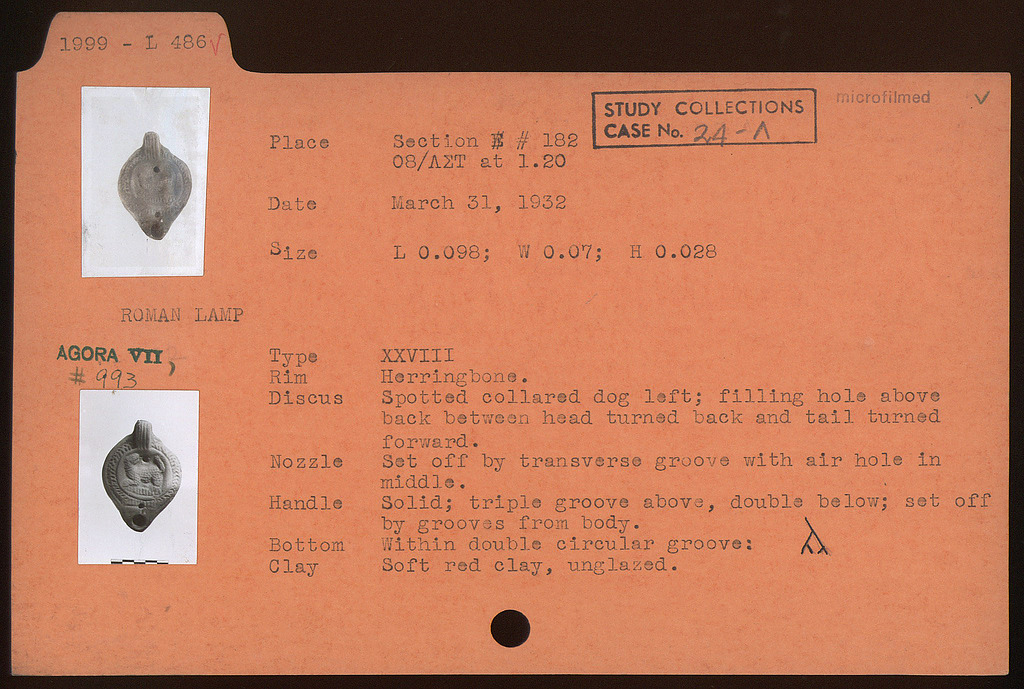 1999 - L 486 √
STUDY COLLECTIONS
CASE No. 24-Λ
microfilmed ✓
Place Section # 182
08/ΛΣΤ at 1.20
Date March 31, 1932
Size L 0.098; W 0.07; H 0.028
ROMAN LAMP
AGORA VII,
# 993
Type XXVIII
Rim Herringbone.
Discus Spotted collared dog left; filling hole above
back between head turned back and tail turned
forward.
Nozzle Set off by transverse groove with air hole in
middle.
Handle Solid; triple groove above, double below; set off
by grooves from body.
Bottom Within double circular groove:
Clay Soft red clay, unglazed.